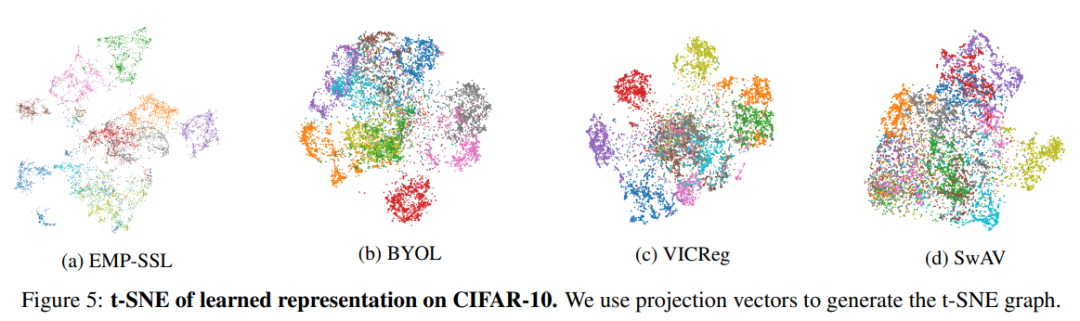 (a) EMP-SSL
(b) BYOL
(c) VICReg
(d) SwAV
Figure 5: t-SNE of learned representation on CIFAR-10. We use projection vectors to generate the t-SNE graph.